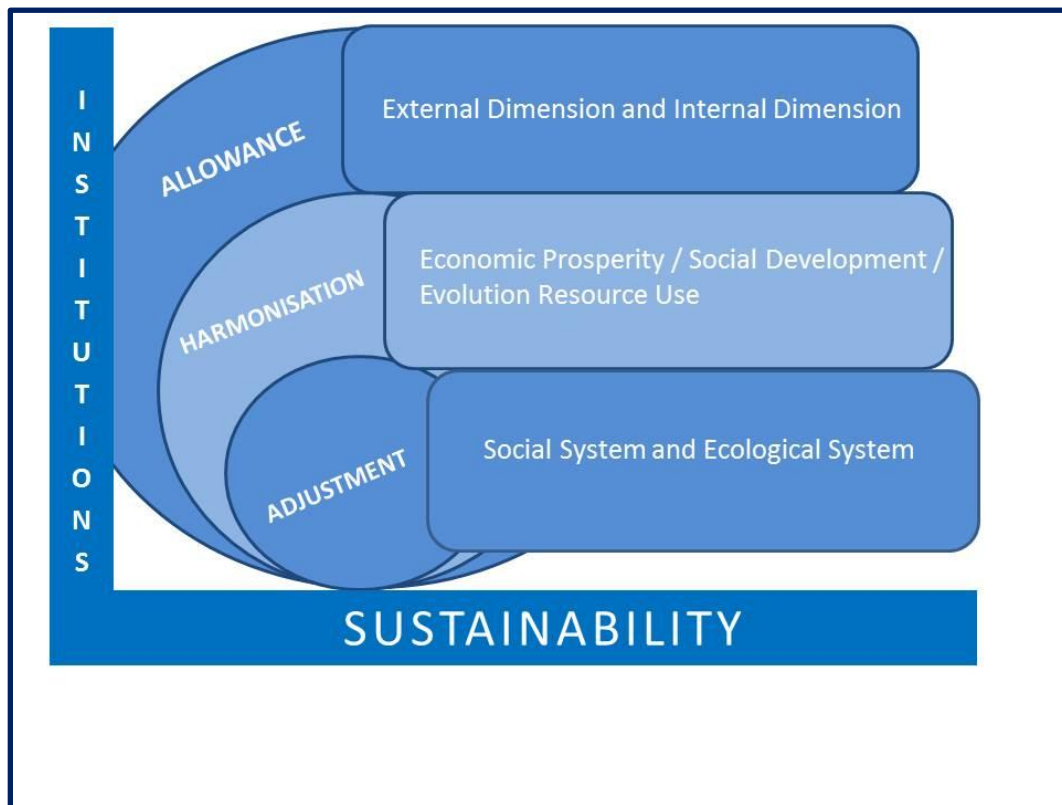 INSTITUTIONS
ALLOWANCE
External Dimension and Internal Dimension
HARMONISATION
Economic Prosperity / Social Development /
Evolution Resource Use
ADJUSTMENT
Social System and Ecological System
SUSTAINABILITY